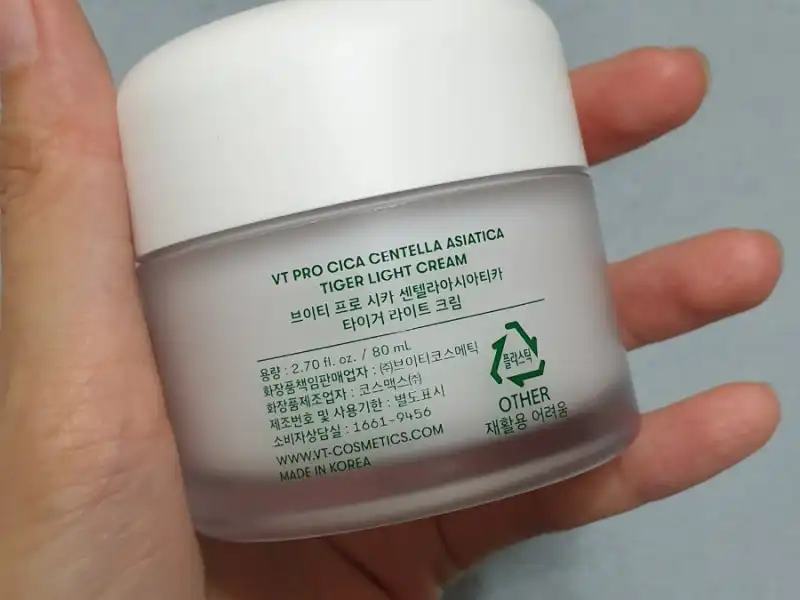 VT PRO CICA CENTELLA ASIATICA
TIGER LIGHT CREAM
브이티 프로 시카 센텔라아시아티카
타이거 라이트 크림
용량 : 2.70 fl. oz. / 80 mL
화장품책임판매업자 : ㈜브이티코스메틱
화장품제조업자 : 코스맥스㈜
제조번호 및 사용기한 : 별도표시
소비자상담실 : 1661-9456
WWW.VT-COSMETICS.COM
MADE IN KOREA
플라스틱
OTHER
재활용 어려움